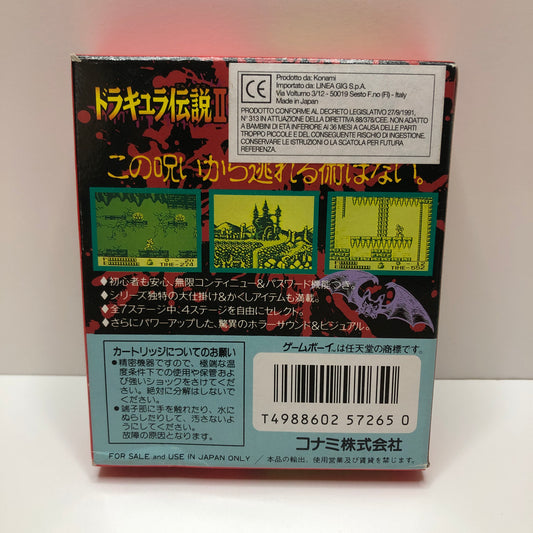 ドラキュラ伝説II
CE
Prodotto da: Konami
Importato da: LINEA GIG S.p.A.
Via Volturno 3/12 - 50019 Sesto F.no (FI) - Italy
Made in Japan
PRODOTTO CONFORME AL DECRETO LEGISLATIVO 27/9/1991,
N° 313 IN ATTUAZIONE DELLA DIRETTIVA 88/378/CEE. NON ADATTO
A BAMBINI DI ETÀ INFERIORE AI 36 MESI A CAUSA DELLE PARTI
TROPPO PICCOLE E DEL CONSEGUENTE RISCHIO DI INGESTIONE.
CONSERVARE LE ISTRUZIONI O LA SCATOLA PER FUTURA
REFERENZA.
この呪いから逃れる術はない。
TIME-274
TIME-552
◆初心者も安心、無限コンティニュー&パスワード機能つき。
◆シリーズ独特の大仕掛け&かくしアイテムも満載。
◆全7ステージ中、4ステージを自由にセレクト。
◆さらにパワーアップした、驚異のホラーサウンド&ビジュアル。
カートリッジについてのお願い
●精密機器ですので、極端な温
度条件下での使用や保管およ
び強いショックをさけてくださ
い。絶対に分解はしないでく
ださい。
●端子部に手を触れたり、水に
ぬらしたりして、汚さないよ
うにしてください。
故障の原因となります。
ゲームボーイは任天堂の商標です。
T4988602 57265 0
コナミ株式会社
FOR SALE and USE IN JAPAN ONLY
/本品の輸出、使用営業及び賃貸を禁じます。